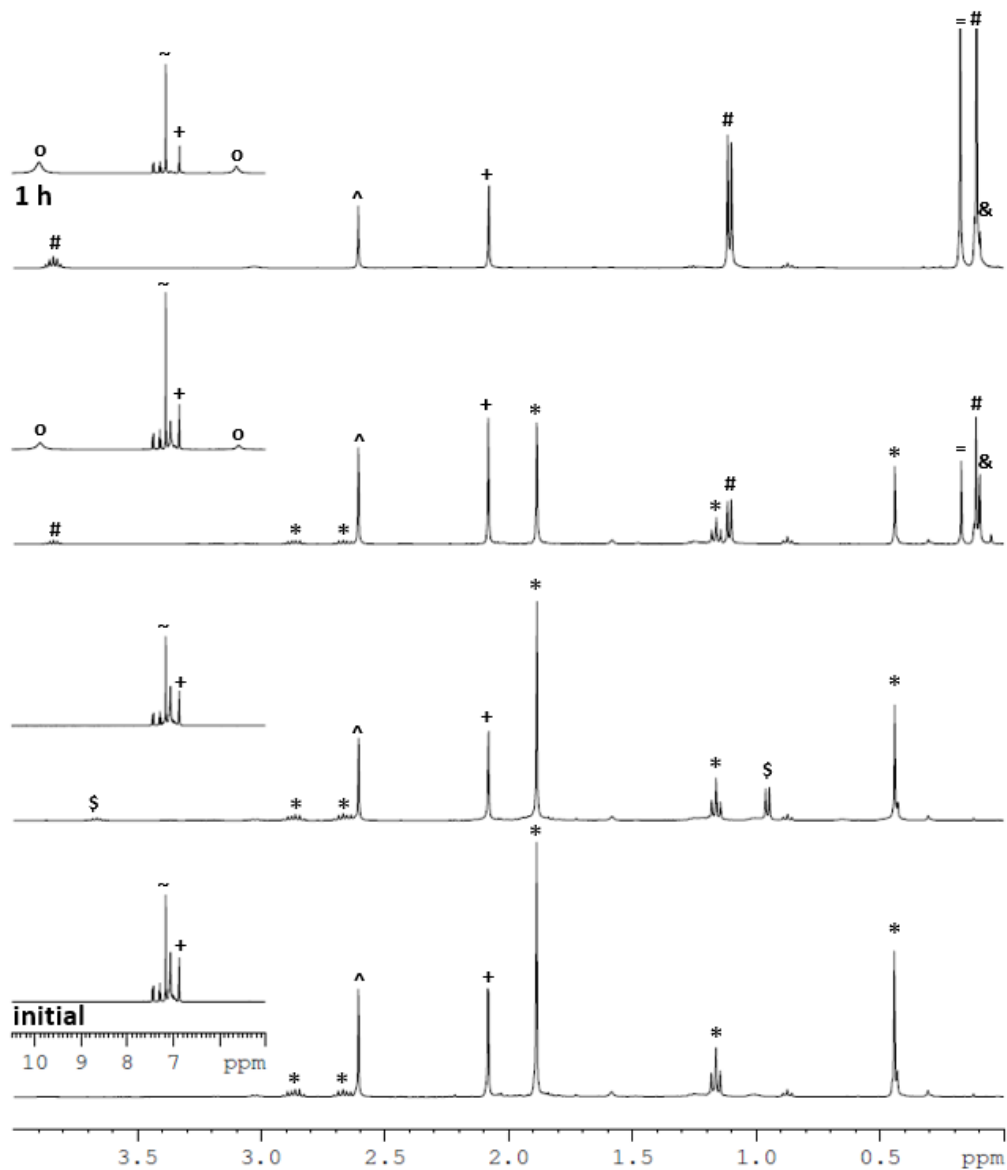 = #
~
#
+
o o
+
&
1 h ^
#
~
+
+ *
#
o o ^ * =
* # &
# * *
*
~
*
+ +
^
* $
$ * *
*
~
*
+
^ +
initial *
10 9 8 7 ppm * *
3.5 3.0 2.5 2.0 1.5 1.0 0.5 ppm